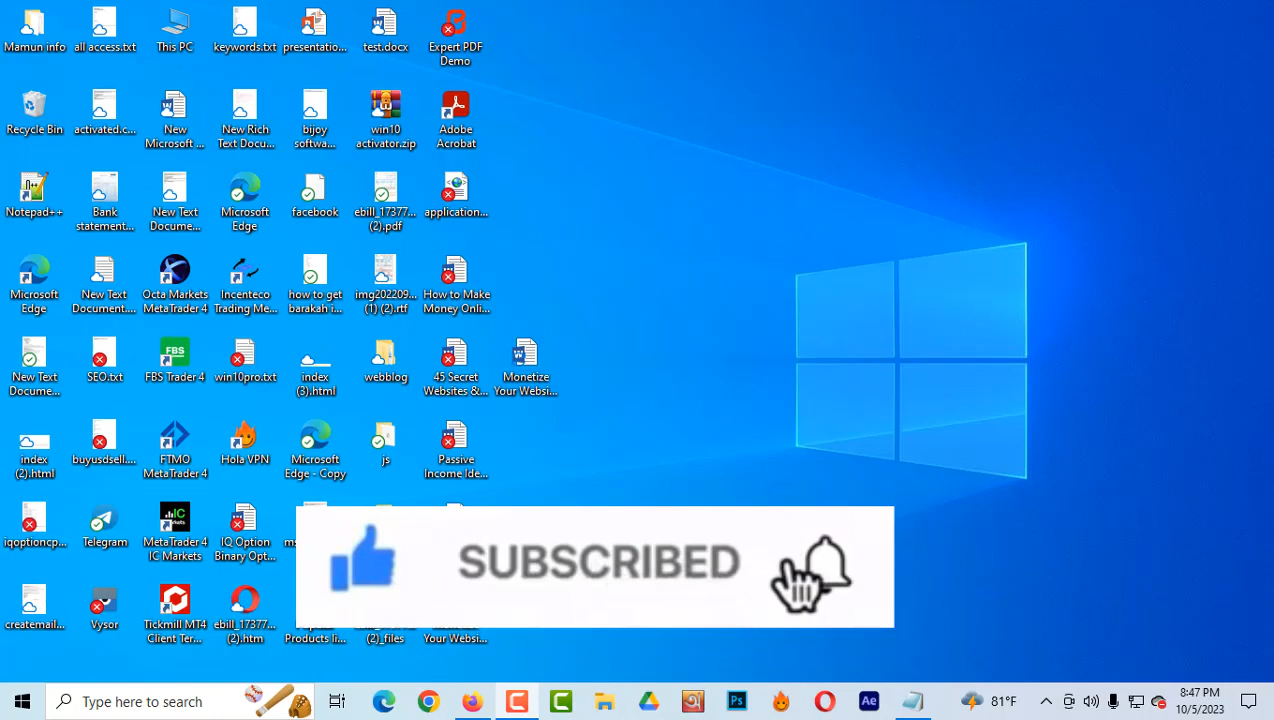 Mamun info
all access.txt
This PC
keywords.txt
presentatio...
test.docx
Expert PDF
Demo
Recycle Bin
activated.c...
New
Microsoft ...
New Rich
Text Docu...
bijoy
softwa...
win10
activator.zip
Adobe
Acrobat
Notepad++
Bank
statement...
New Text
Docume...
Microsoft
Edge
facebook
ebill_17377...
(2).pdf
application...
Microsoft
Edge
New Text
Document....
Octa Markets
MetaTrader 4
Incenteco
Trading Me...
how to get
barakah i...
img202209...
(1) (2).rtf
How to Make
Money Onli...
New Text
Docume...
SEO.txt
FBS
FBS Trader 4
win10pro.txt
index
(3).html
webblog
45 Secret
Websites &...
Monetize
Your Websi...
index
(2).html
buyusdsell....
FTMO
MetaTrader 4
Hola VPN
Microsoft
Edge - Copy
js
Passive
Income Ide...
iqoptioncp...
Telegram
IC
MetaTrader 4
IC Markets
IQ Option
Binary Opt...
SUBSCRIBED
createmail...
Vysor
Tickmill MT4
Client Ter...
ebill_17377...
(2).htm
Products li...
(2)_files
Your Websi...
Type here to search
Ps
Ae
81°F
8:47 PM
10/5/2023